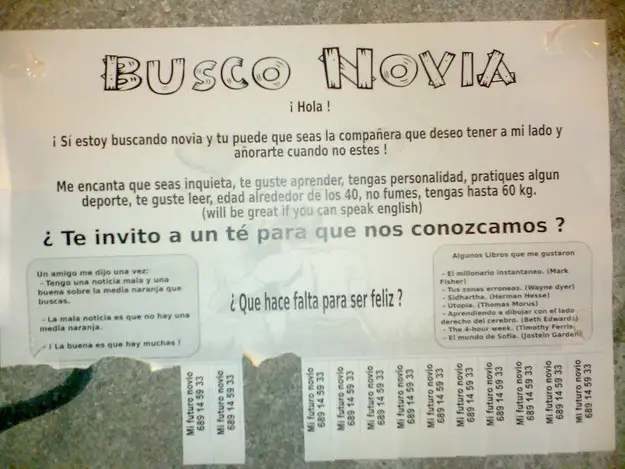 BUSCO NOVIA
¡ Hola !
¡ Sí estoy buscando novia y tu puede que seas la compañera que deseo tener a mi lado y
añorarte cuando no estes !
Me encanta que seas inquieta, te guste aprender, tengas personalidad, pratiques algun
deporte, te guste leer, edad alrededor de los 40, no fumes, tengas hasta 60 kg.
(will be great if you can speak english)
¿ Te invito a un té para que nos conozcamos ?
Un amigo me dijo una vez:
- Tengo una noticia mala y una
buena sobre la media naranja que
buscas.
- La mala noticia es que no hay una
media naranja.
- ¡ La buena es que hay muchas !
¿ Que hace falta para ser feliz ?
Algunos Libros que me gustaron
- El millonario instantaneo. (Mark
Fisher)
- Tus zonas erroneas. (Wayne dyer)
- Sidhartha. (Herman Hesse)
- Utopia. (Thomas Morus)
- Aprendiendo a dibujar con el lado
derecho del cerebro. (Beth Edwards)
- The 4-hour week. (Timothy Ferris)
- El mundo de Sofia. (Jostein Garden)
Mi futuro novio
689 14 59 33
Mi futuro novio
689 14 59 33
Mi futuro novio
689 14 59 33
Mi futuro novio
689 14 59 33
Mi futuro novio
689 14 59 33
Mi futuro novio
689 14 59 33
Mi futuro novio
689 14 59 33
Mi futuro novio
689 14 59 33
Mi futuro novio
689 14 59 33
Mi futuro novio
689 14 59 33
Mi futuro novio
689 14 59 33
Mi futuro novio
689 14 59 33